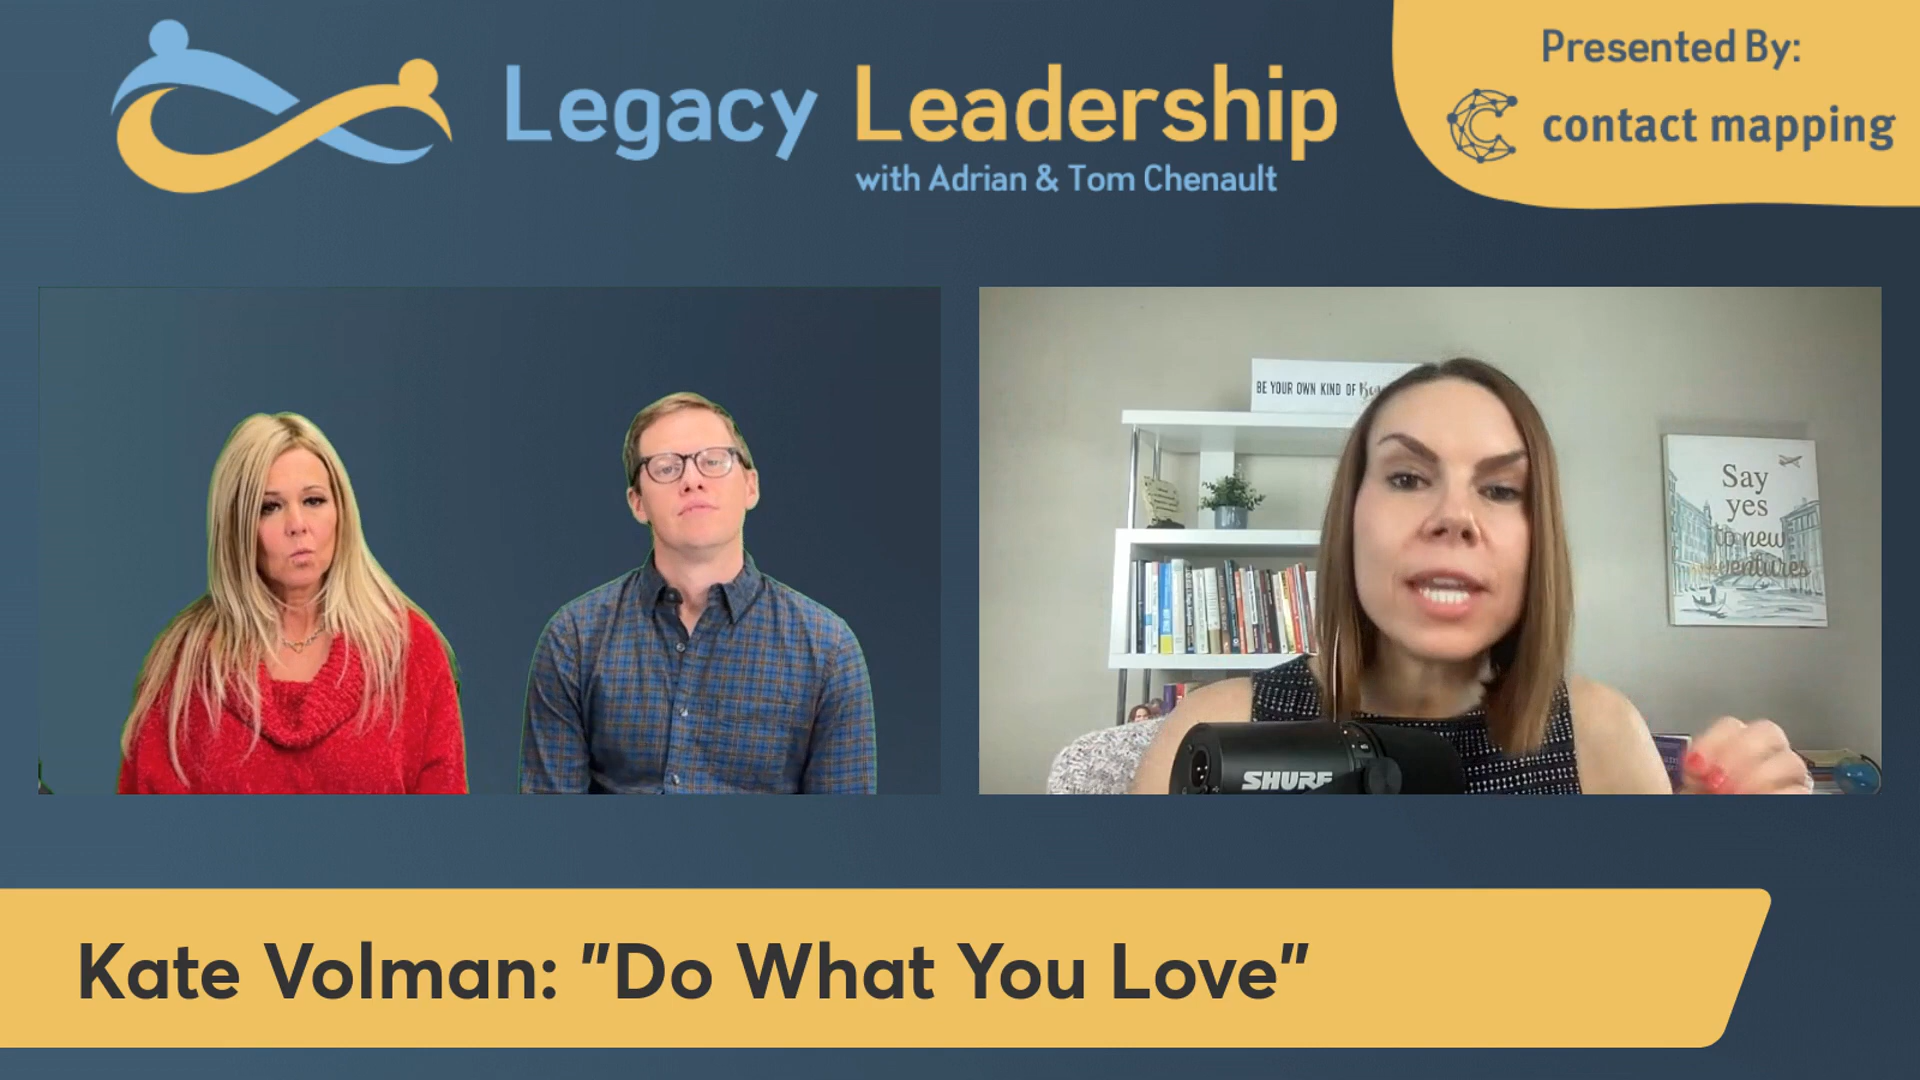 Legacy Leadership
with Adrian & Tom Chenault
Presented By:
contact mapping
BE YOUR OWN KIND OF
Say
yes
to new
adventures
SHURE
Kate Volman: "Do What You Love"